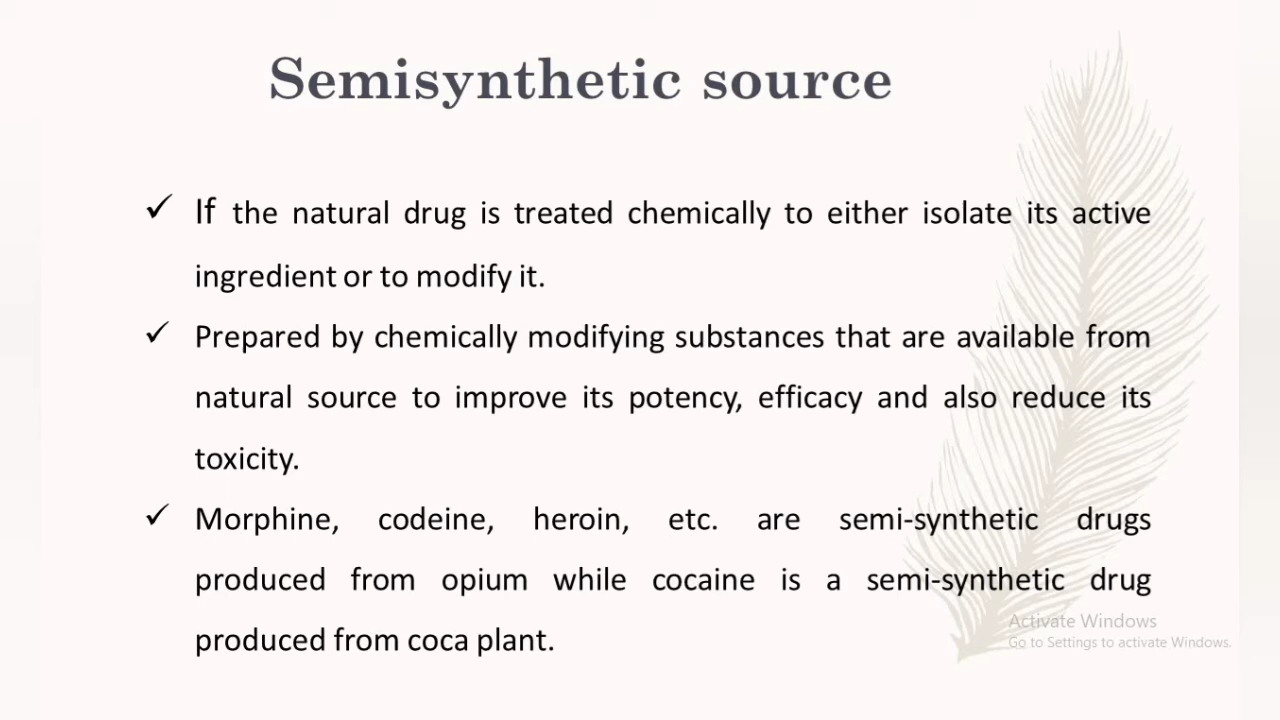 Semisynthetic source
✓ If the natural drug is treated chemically to either isolate its active
ingredient or to modify it.
✓ Prepared by chemically modifying substances that are available from
natural source to improve its potency, efficacy and also reduce its
toxicity.
✓ Morphine, codeine, heroin, etc. are semi-synthetic drugs
produced from opium while cocaine is a semi-synthetic drug
produced from coca plant.
Activate Windows
Go to Settings to activate Windows.